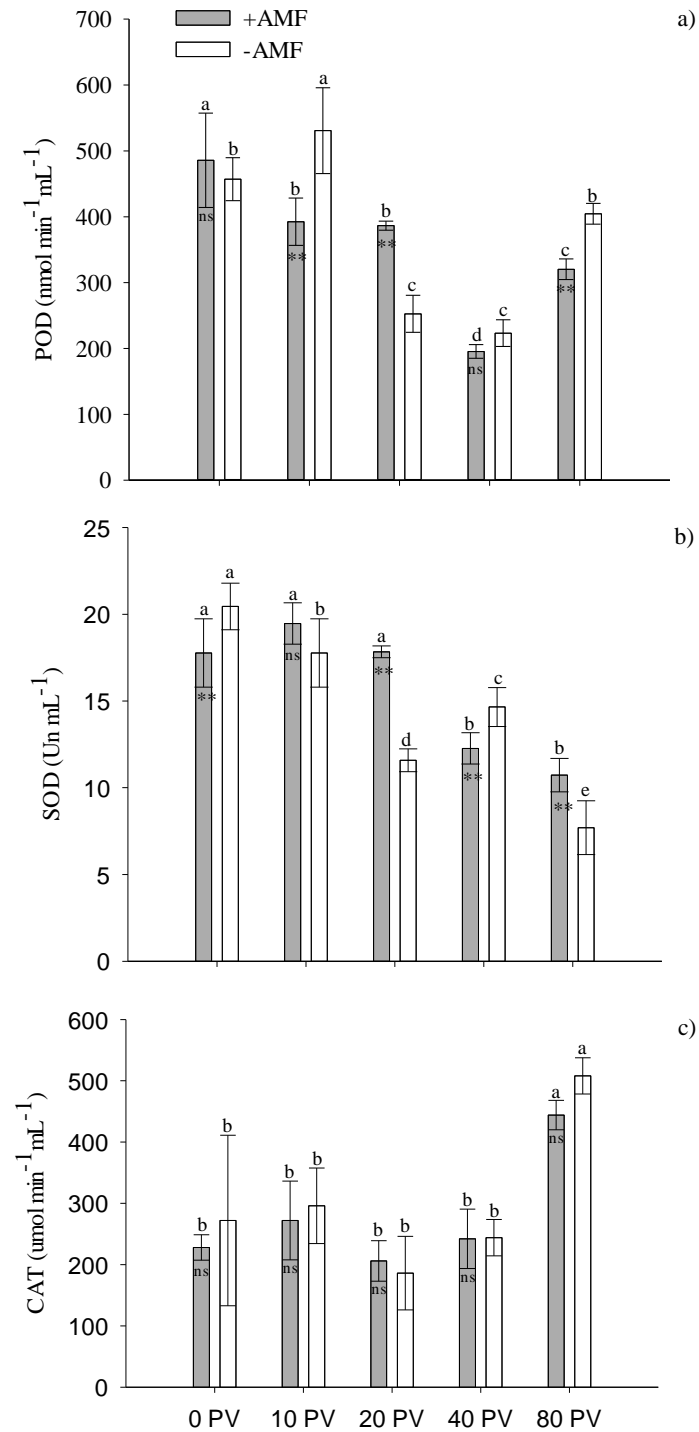 +AMF
-AMF
a)
POD (nmol min⁻¹ mL⁻¹)
700
600
500
400
300
200
100
0
a b b a b c d c c b
ns ** ** ns **
b)
SOD (Un mL⁻¹)
25
20
15
10
5
0
a a a b a d b c b e
** ns ** ** **
c)
CAT (umol min⁻¹ mL⁻¹)
600
500
400
300
200
100
0
b b b b b b b b a a
ns ns ns ns ns
0 PV 10 PV 20 PV 40 PV 80 PV